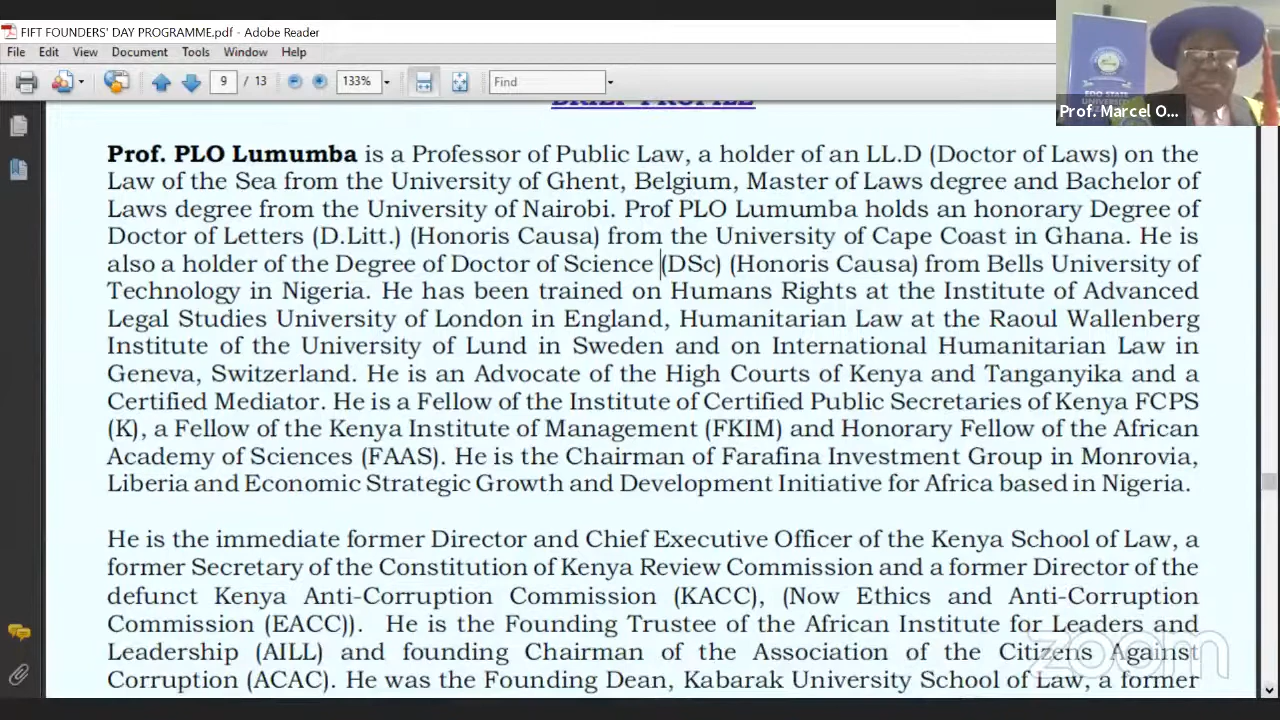 FIFT FOUNDERS' DAY PROGRAMME.pdf - Adobe Reader
File Edit View Document Tools Window Help
9 / 13 133% Find
EDO STATE
UNIVERSITY
Prof. Marcel O...
BRIEF PROFILE
Prof. PLO Lumumba is a Professor of Public Law, a holder of an LL.D (Doctor of Laws) on the
Law of the Sea from the University of Ghent, Belgium, Master of Laws degree and Bachelor of
Laws degree from the University of Nairobi. Prof PLO Lumumba holds an honorary Degree of
Doctor of Letters (D.Litt.) (Honoris Causa) from the University of Cape Coast in Ghana. He is
also a holder of the Degree of Doctor of Science (DSc) (Honoris Causa) from Bells University of
Technology in Nigeria. He has been trained on Humans Rights at the Institute of Advanced
Legal Studies University of London in England, Humanitarian Law at the Raoul Wallenberg
Institute of the University of Lund in Sweden and on International Humanitarian Law in
Geneva, Switzerland. He is an Advocate of the High Courts of Kenya and Tanganyika and a
Certified Mediator. He is a Fellow of the Institute of Certified Public Secretaries of Kenya FCPS
(K), a Fellow of the Kenya Institute of Management (FKIM) and Honorary Fellow of the African
Academy of Sciences (FAAS). He is the Chairman of Farafina Investment Group in Monrovia,
Liberia and Economic Strategic Growth and Development Initiative for Africa based in Nigeria.
He is the immediate former Director and Chief Executive Officer of the Kenya School of Law, a
former Secretary of the Constitution of Kenya Review Commission and a former Director of the
defunct Kenya Anti-Corruption Commission (KACC), (Now Ethics and Anti-Corruption
Commission (EACC)). He is the Founding Trustee of the African Institute for Leaders and
Leadership (AILL) and founding Chairman of the Association of the Citizens Against
Corruption (ACAC). He was the Founding Dean, Kabarak University School of Law, a former
zoom